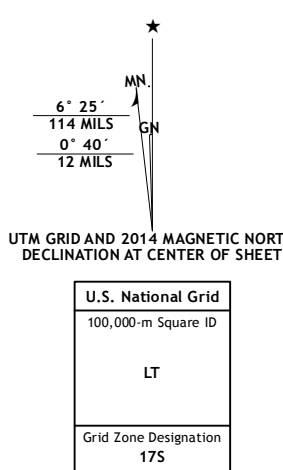 MN.
6° 25´
114 MILS
GN
0° 40´
12 MILS
UTM GRID AND 2014 MAGNETIC NORT
DECLINATION AT CENTER OF SHEET
U.S. National Grid
100,000-m Square ID
LT
Grid Zone Designation
17S